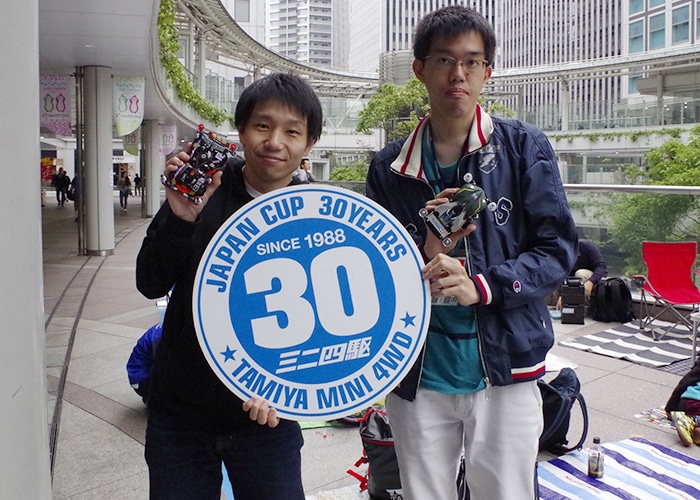 JAPAN CUP 30YEARS
SINCE 1988
30
ミニ四駆
★ TAMIYA MINI 4WD ★
S